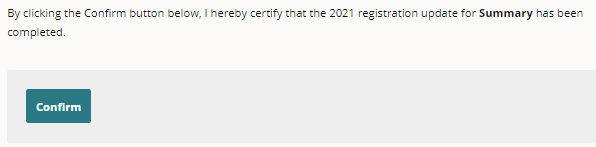 By clicking the Confirm button below, I hereby certify that the 2021 registration update for Summary has been
completed.
Confirm